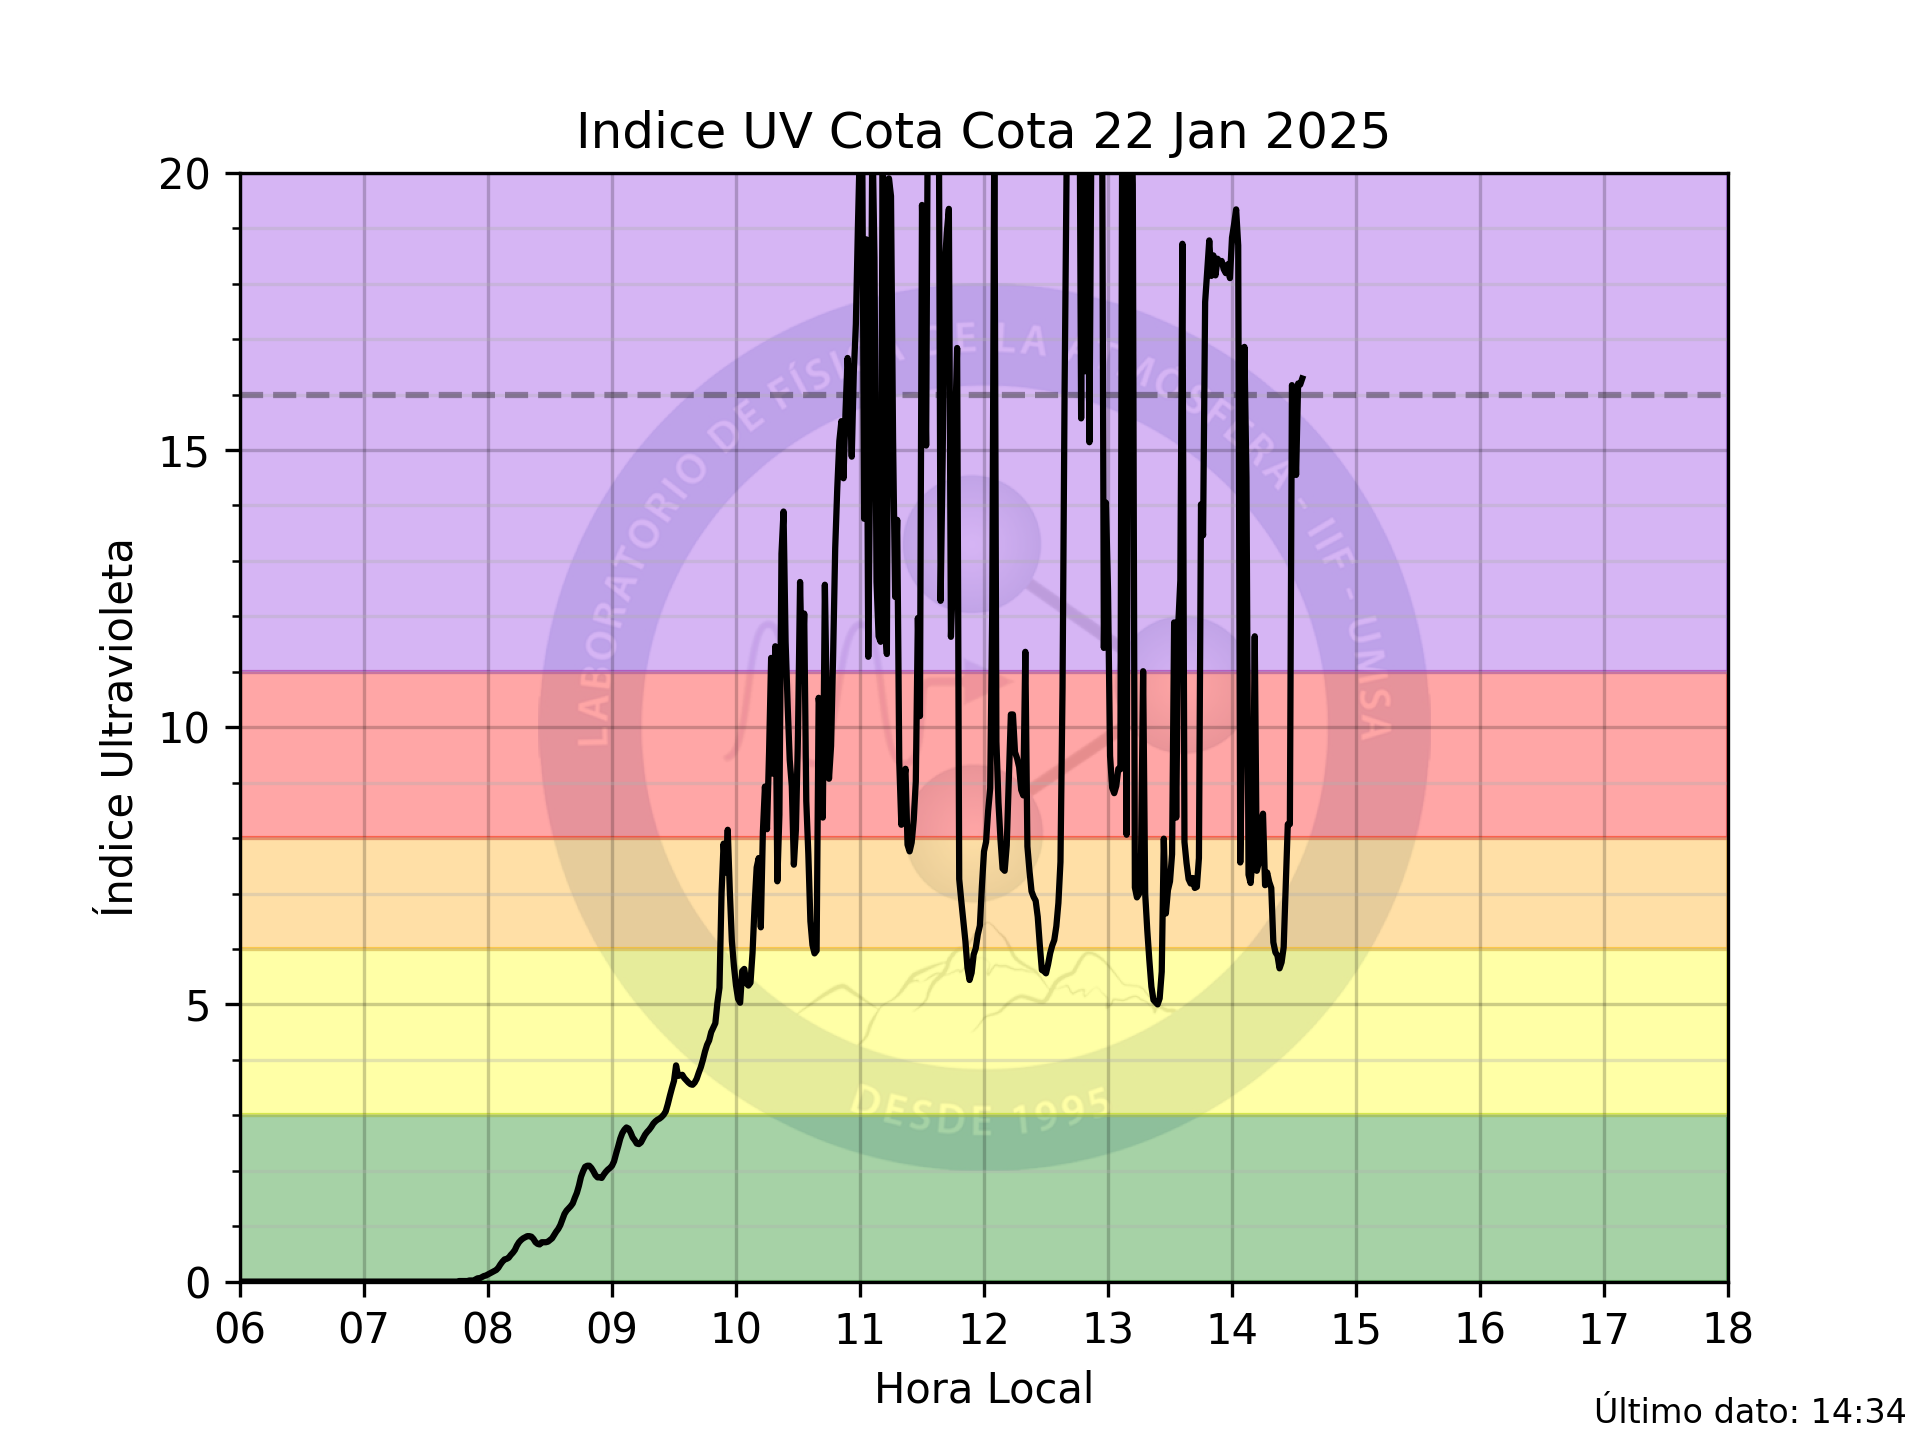 Indice UV Cota Cota 22 Jan 2025
20
15
10
5
0
Índice Ultravioleta
LABORATORIO DE FÍSICA DE LA ATMOSFERA - IIF - UMSA
DESDE 1995
06 07 08 09 10 11 12 13 14 15 16 17 18
Hora Local
Último dato: 14:34